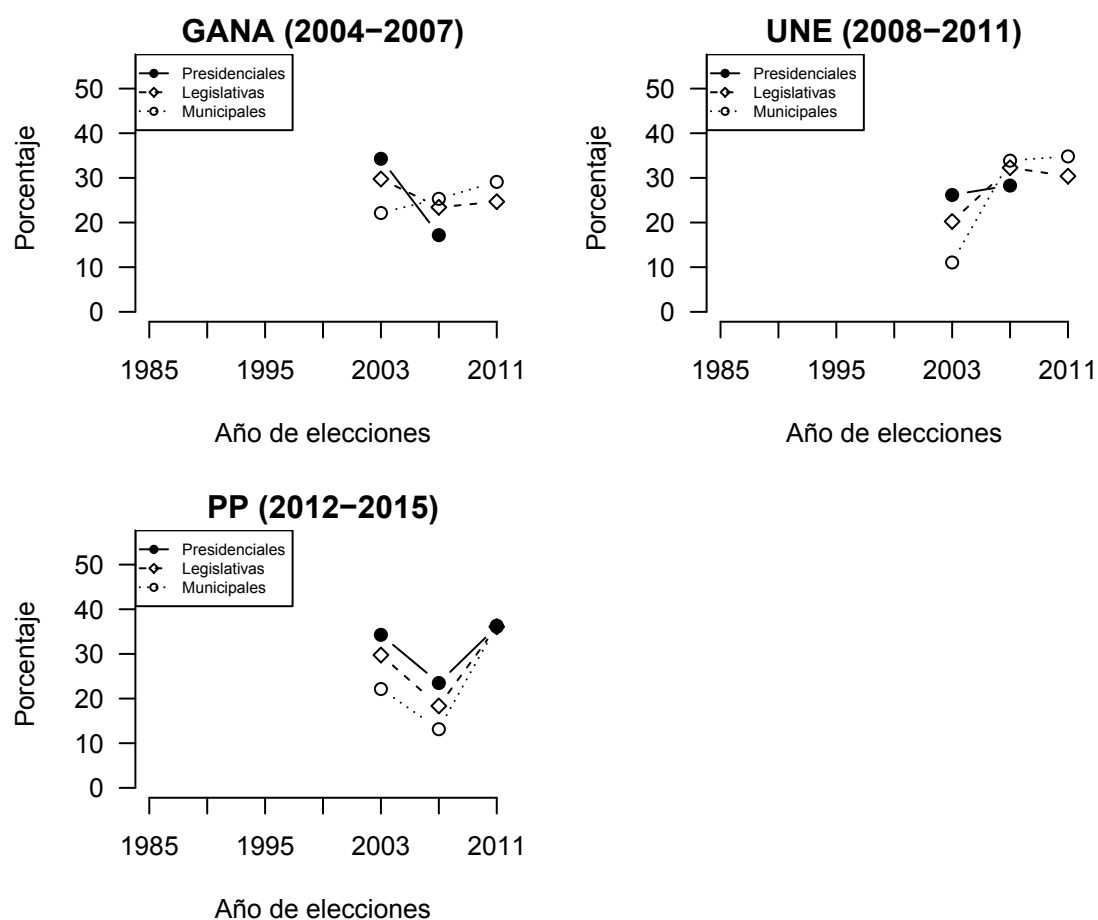 GANA (2004−2007)
Presidenciales
Legislativas
Municipales
Porcentaje
50
40
30
20
10
0
1985 1995 2003 2011
Año de elecciones
UNE (2008−2011)
Presidenciales
Legislativas
Municipales
Porcentaje
50
40
30
20
10
0
1985 1995 2003 2011
Año de elecciones
PP (2012−2015)
Presidenciales
Legislativas
Municipales
Porcentaje
50
40
30
20
10
0
1985 1995 2003 2011
Año de elecciones